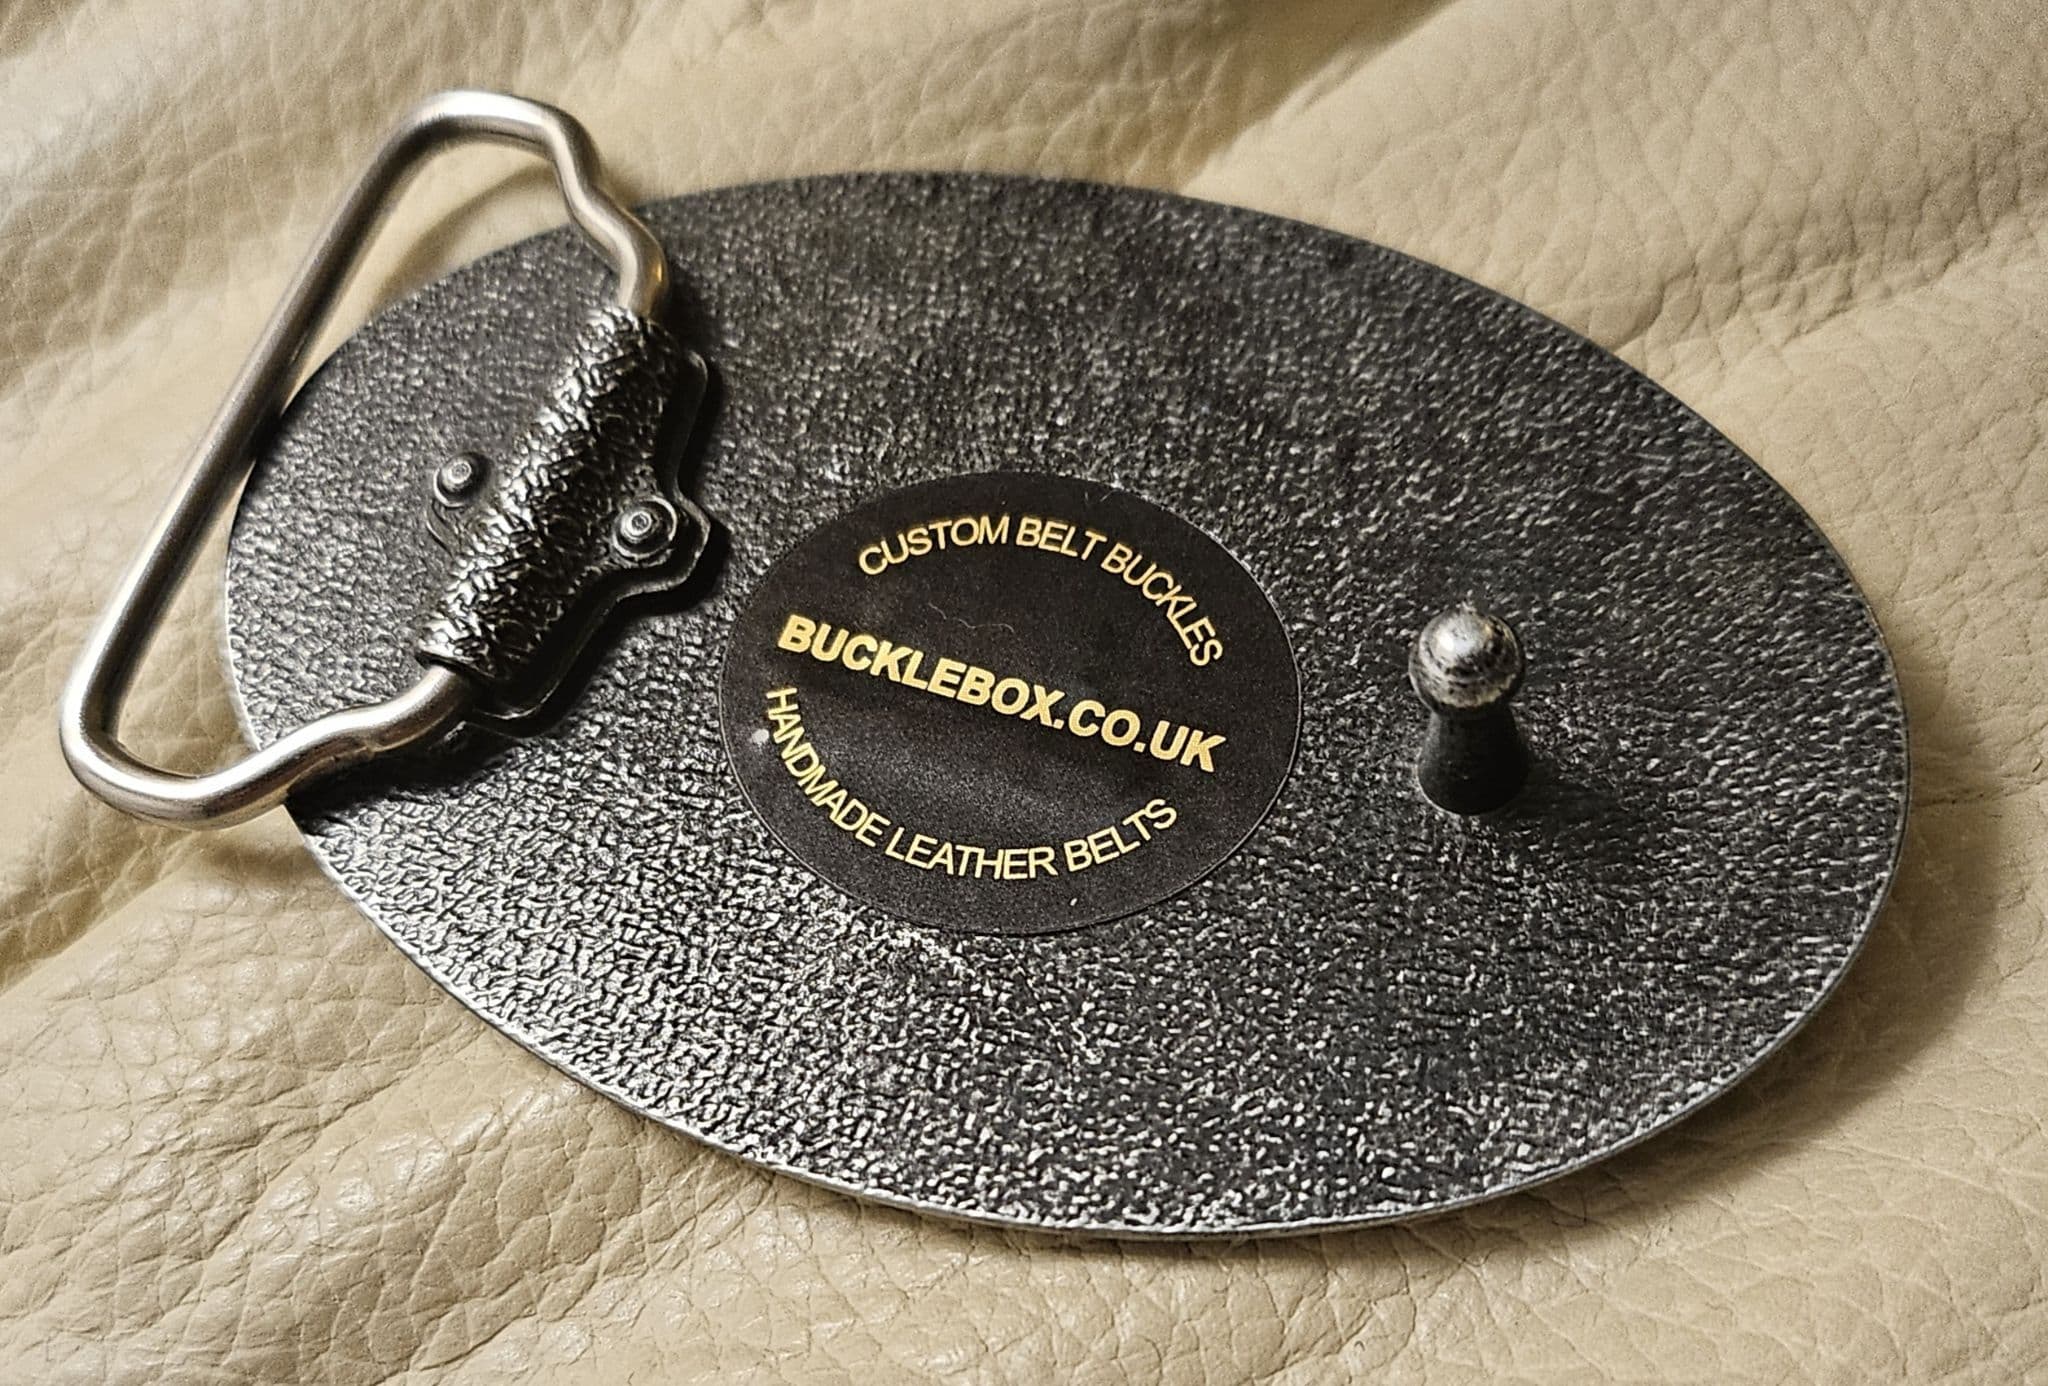 CUSTOM BELT BUCKLES
BUCKLEBOX.CO.UK
HANDMADE LEATHER BELTS